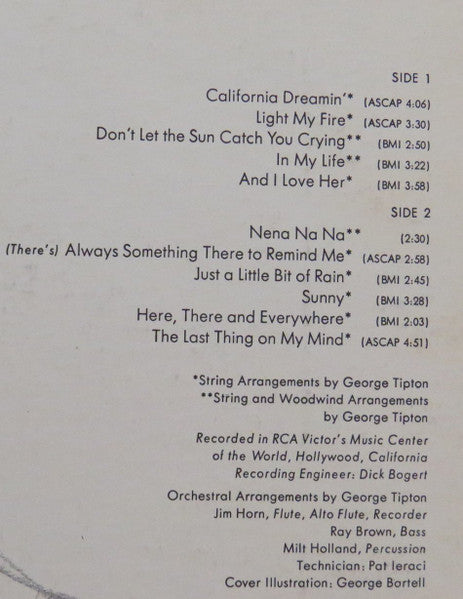 SIDE 1
California Dreamin'* (ASCAP 4:06)
Light My Fire* (ASCAP 3:30)
Don't Let the Sun Catch You Crying** (BMI 2:50)
In My Life** (BMI 3:22)
And I Love Her* (BMI 3:58)
SIDE 2
Nena Na Na** (2:30)
(There's) Always Something There to Remind Me* (ASCAP 2:58)
Just a Little Bit of Rain* (BMI 2:45)
Sunny* (BMI 3:28)
Here, There and Everywhere* (BMI 2:03)
The Last Thing on My Mind* (ASCAP 4:51)
*String Arrangements by George Tipton
**String and Woodwind Arrangements
by George Tipton
Recorded in RCA Victor's Music Center
of the World, Hollywood, California
Recording Engineer: Dick Bogert
Orchestral Arrangements by George Tipton
Jim Horn, Flute, Alto Flute, Recorder
Ray Brown, Bass
Milt Holland, Percussion
Technician: Pat Ieraci
Cover Illustration: George Bartell